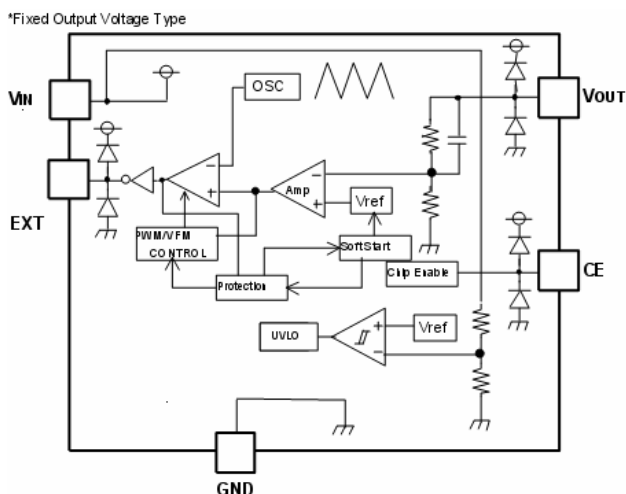 *Fixed Output Voltage Type
VIN
OSC
VOUT
EXT
−
+
Amp
−
+
Vref
PWM/VFM
CONTROL
SoftStart
Protection
Chip Enable
CE
UVLO
+
−
Vref
GND